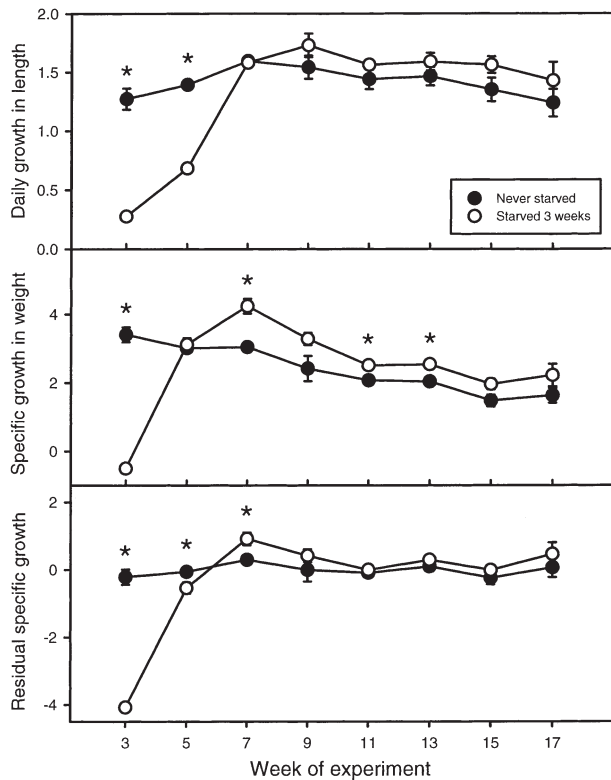 Daily growth in length
2.0
1.5
1.0
0.5
0.0
* *
Never starved
Starved 3 weeks
Specific growth in weight
4
2
0
* * * *
Residual specific growth
2
0
-2
-4
* * *
3 5 7 9 11 13 15 17
Week of experiment